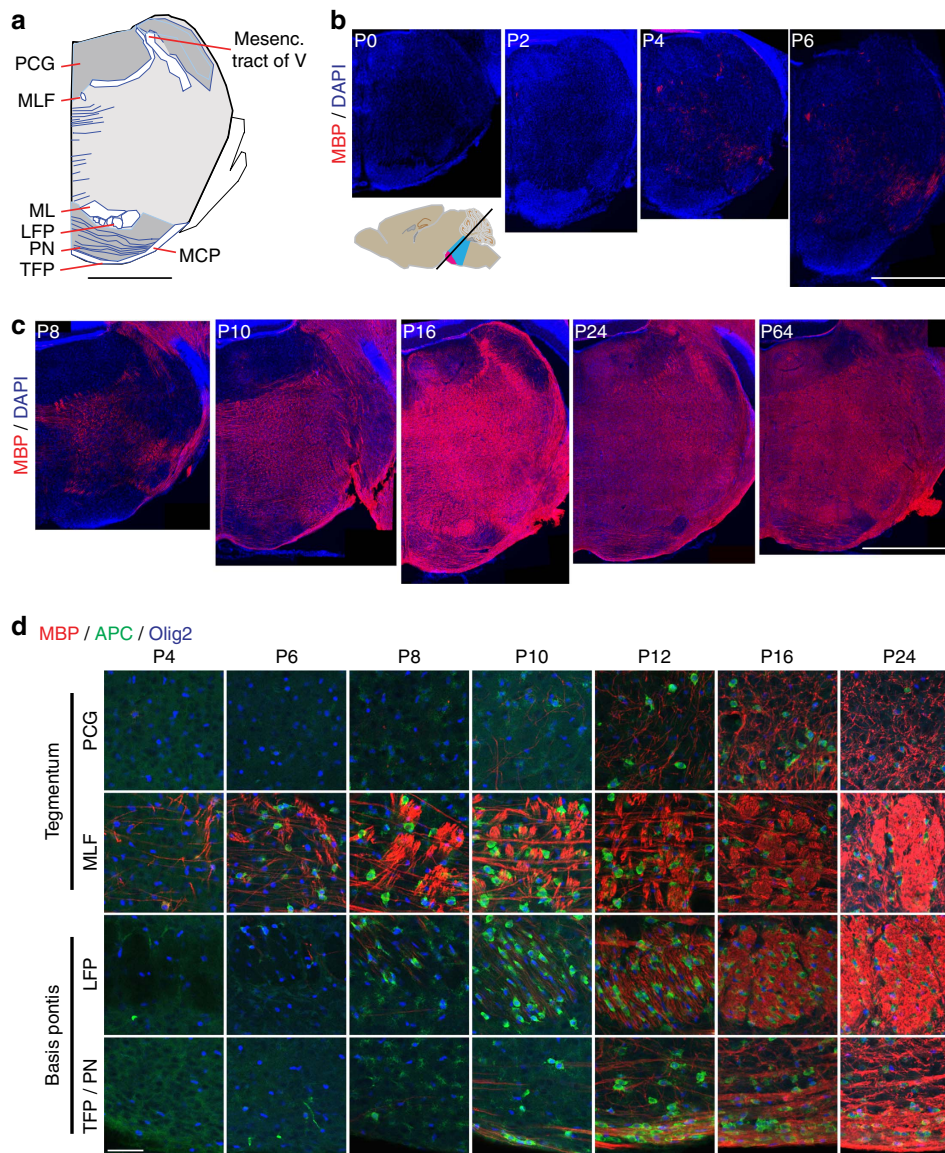 a
Mesenc.
tract of V
PCG
MLF
ML
LFP
PN
TFP
MCP
b
MBP / DAPI
P0
P2
P4
P6
c
MBP / DAPI
P8
P10
P16
P24
P64
d
MBP / APC / Olig2
P4 P6 P8 P10 P12 P16 P24
Tegmentum
PCG
MLF
Basis pontis
LFP
TFP / PN